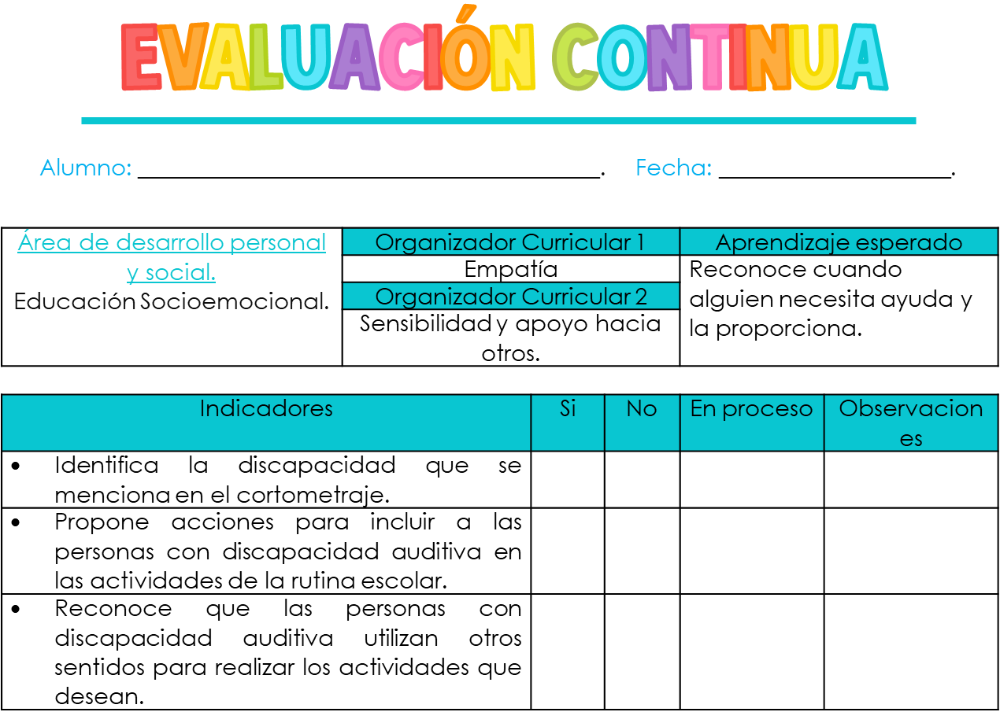 EVALUACIÓN CONTINUA
Alumno: ______________________________________. Fecha: ___________________.
Área de desarrollo personal
y social.
Educación Socioemocional.
Organizador Curricular 1
Empatía
Organizador Curricular 2
Sensibilidad y apoyo hacia
otros.
Aprendizaje esperado
Reconoce cuando
alguien necesita ayuda y
la proporciona.
Indicadores Si No En proceso Observacion
es
• Identifica la discapacidad que se
menciona en el cortometraje.
• Propone acciones para incluir a las
personas con discapacidad auditiva en
las actividades de la rutina escolar.
• Reconoce que las personas con
discapacidad auditiva utilizan otros
sentidos para realizar los actividades que
desean.